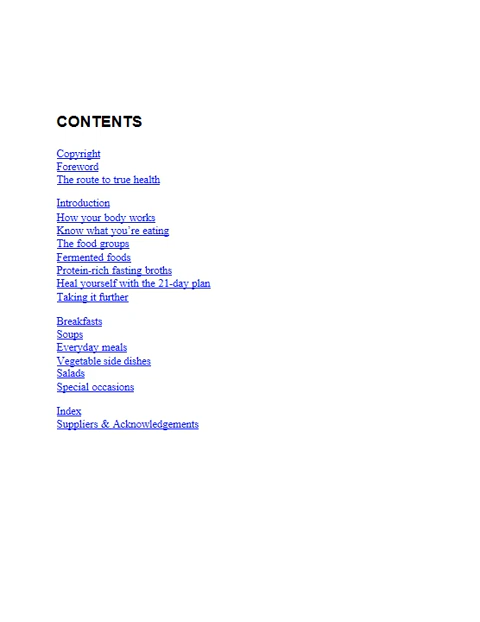 CONTENTS
Copyright
Foreword
The route to true health
Introduction
How your body works
Know what you’re eating
The food groups
Fermented foods
Protein-rich fasting broths
Heal yourself with the 21-day plan
Taking it further
Breakfasts
Soups
Everyday meals
Vegetable side dishes
Salads
Special occasions
Index
Suppliers & Acknowledgements